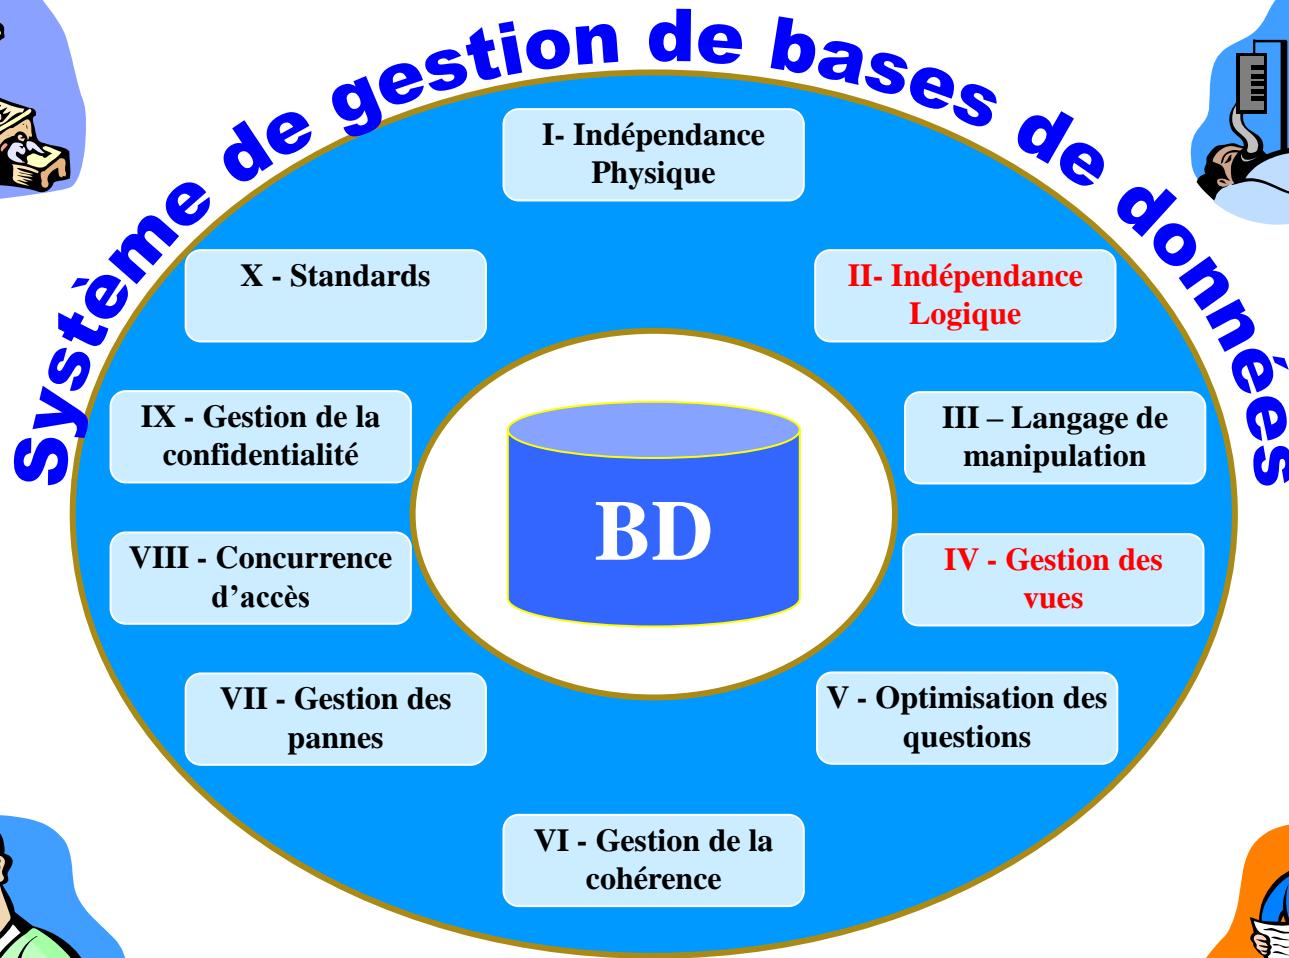 Système de gestion de bases de données
I- Indépendance
Physique
X - Standards
II- Indépendance
Logique
IX - Gestion de la
confidentialité
III – Langage de
manipulation
BD
VIII - Concurrence
d’accès
IV - Gestion des
vues
VII - Gestion des
pannes
V - Optimisation des
questions
VI - Gestion de la
cohérence